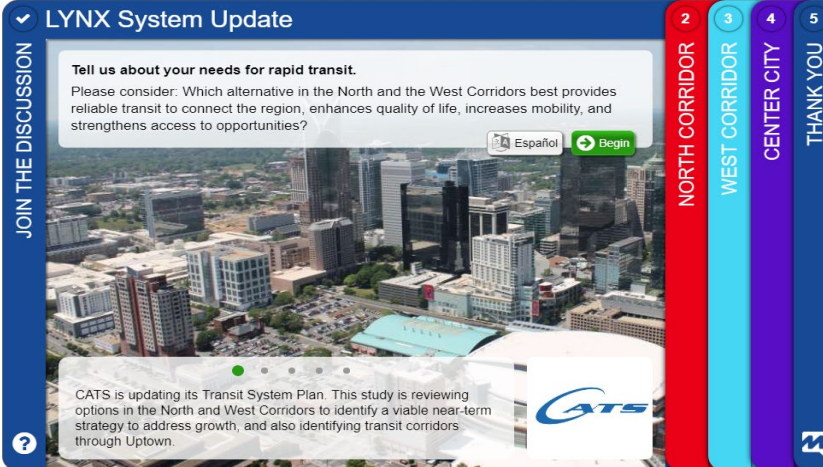 LYNX System Update
JOIN THE DISCUSSION
Tell us about your needs for rapid transit.
Please consider: Which alternative in the North and the West Corridors best provides
reliable transit to connect the region, enhances quality of life, increases mobility, and
strengthens access to opportunities?
Español
Begin
CATS is updating its Transit System Plan. This study is reviewing
options in the North and West Corridors to identify a viable near-term
strategy to address growth, and also identifying transit corridors
through Uptown.
CATS
?
2
NORTH CORRIDOR
3
WEST CORRIDOR
4
CENTER CITY
5
THANK YOU